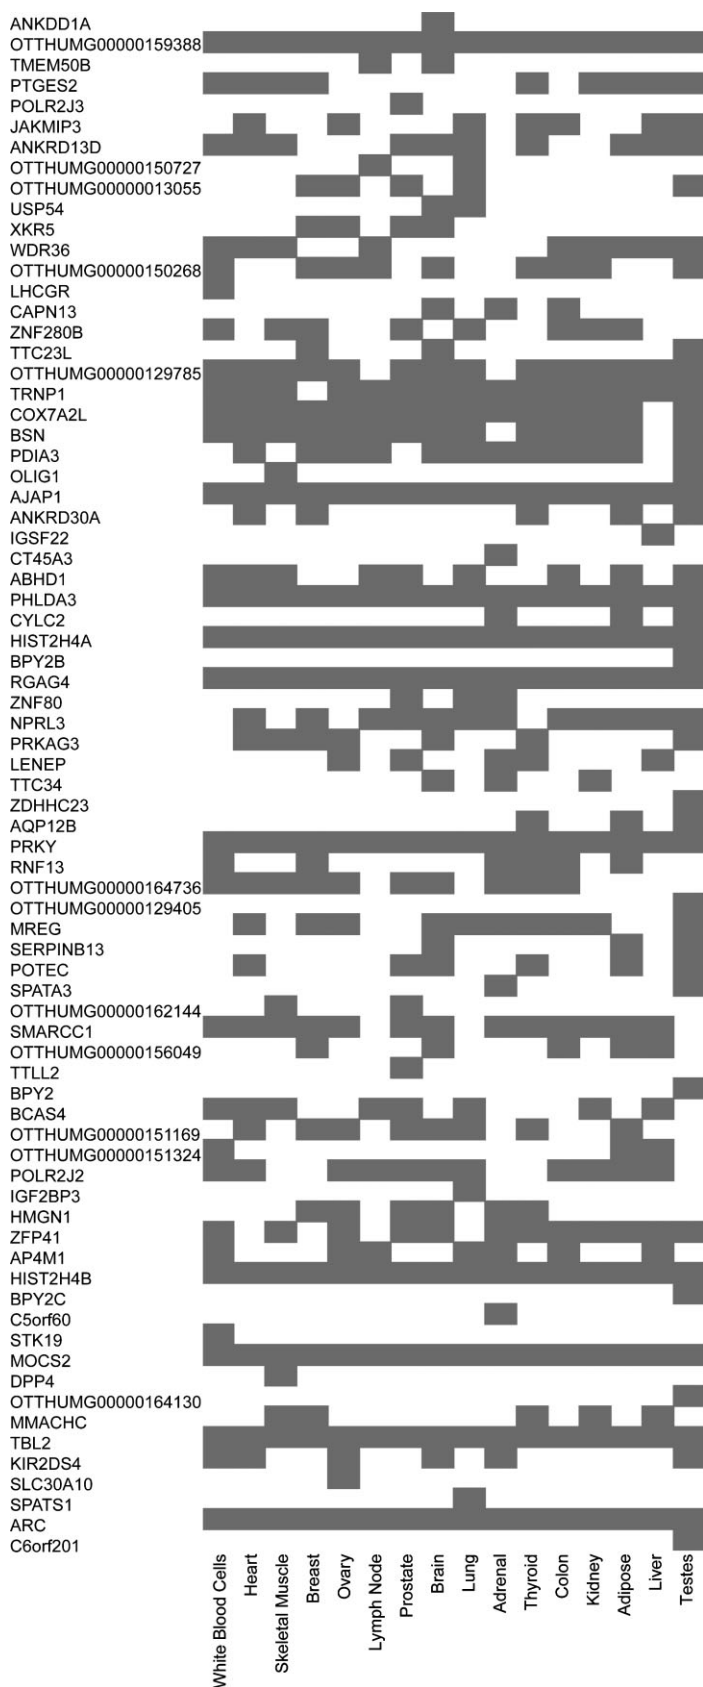 ANKDD1A
OTTHUMG00000159388
TMEM50B
PTGES2
POLR2J3
JAKMIP3
ANKRD13D
OTTHUMG00000150727
OTTHUMG00000013055
USP54
XKR5
WDR36
OTTHUMG00000150268
LHCGR
CAPN13
ZNF280B
TTC23L
OTTHUMG00000129785
TRNP1
COX7A2L
BSN
PDIA3
OLIG1
AJAP1
ANKRD30A
IGSF22
CT45A3
ABHD1
PHLDA3
CYLC2
HIST2H4A
BPY2B
RGAG4
ZNF80
NPRL3
PRKAG3
LENEP
TTC34
ZDHHC23
AQP12B
PRKY
RNF13
OTTHUMG00000164736
OTTHUMG00000129405
MREG
SERPINB13
POTEC
SPATA3
OTTHUMG00000162144
SMARCC1
OTTHUMG00000156049
TTLL2
BPY2
BCAS4
OTTHUMG00000151169
OTTHUMG00000151324
POLR2J2
IGF2BP3
HMGN1
ZFP41
AP4M1
HIST2H4B
BPY2C
C5orf60
STK19
MOCS2
DPP4
OTTHUMG00000164130
MMACHC
TBL2
KIR2DS4
SLC30A10
SPATS1
ARC
C6orf201
White Blood Cells
Heart
Skeletal Muscle
Breast
Ovary
Lymph Node
Prostate
Brain
Lung
Adrenal
Thyroid
Colon
Kidney
Adipose
Liver
Testes